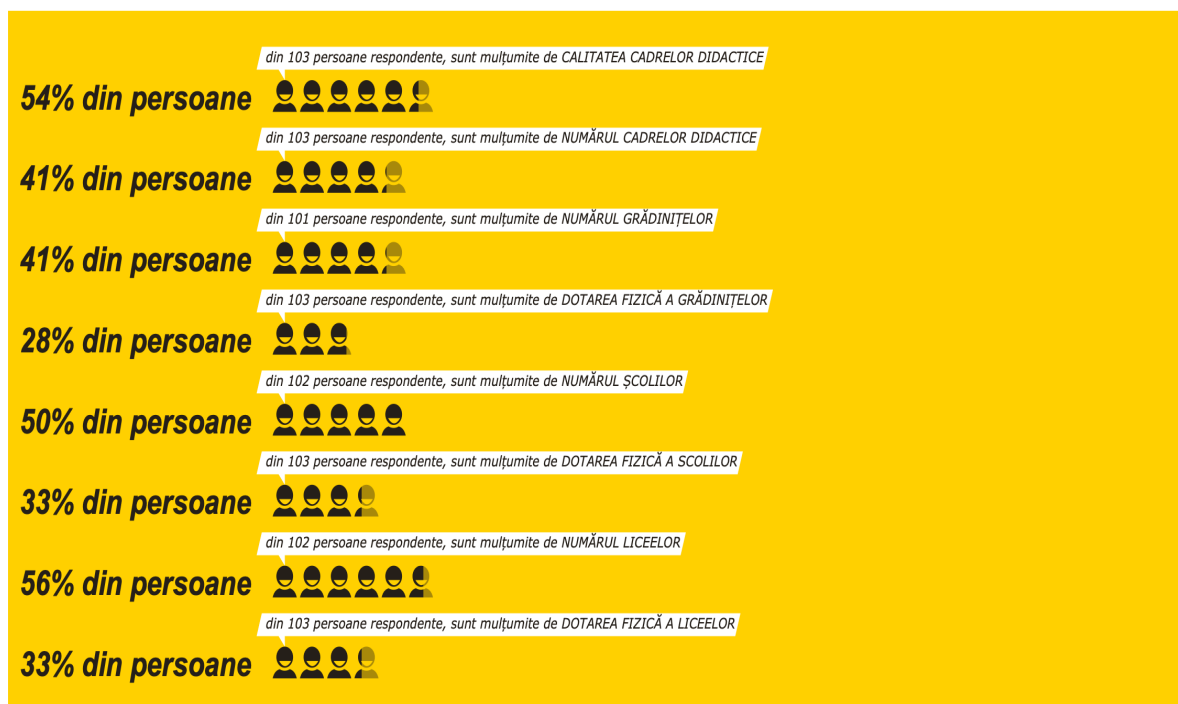 din 103 persoane respondente, sunt mulțumite de CALITATEA CADRELOR DIDACTICE
54% din persoane
din 103 persoane respondente, sunt mulțumite de NUMĂRUL CADRELOR DIDACTICE
41% din persoane
din 101 persoane respondente, sunt mulțumite de NUMĂRUL GRĂDINIȚELOR
41% din persoane
din 103 persoane respondente, sunt mulțumite de DOTAREA FIZICĂ A GRĂDINIȚELOR
28% din persoane
din 102 persoane respondente, sunt mulțumite de NUMĂRUL ȘCOLILOR
50% din persoane
din 103 persoane respondente, sunt mulțumite de DOTAREA FIZICĂ A SCOLILOR
33% din persoane
din 102 persoane respondente, sunt mulțumite de NUMĂRUL LICEELOR
56% din persoane
din 103 persoane respondente, sunt mulțumite de DOTAREA FIZICĂ A LICEELOR
33% din persoane